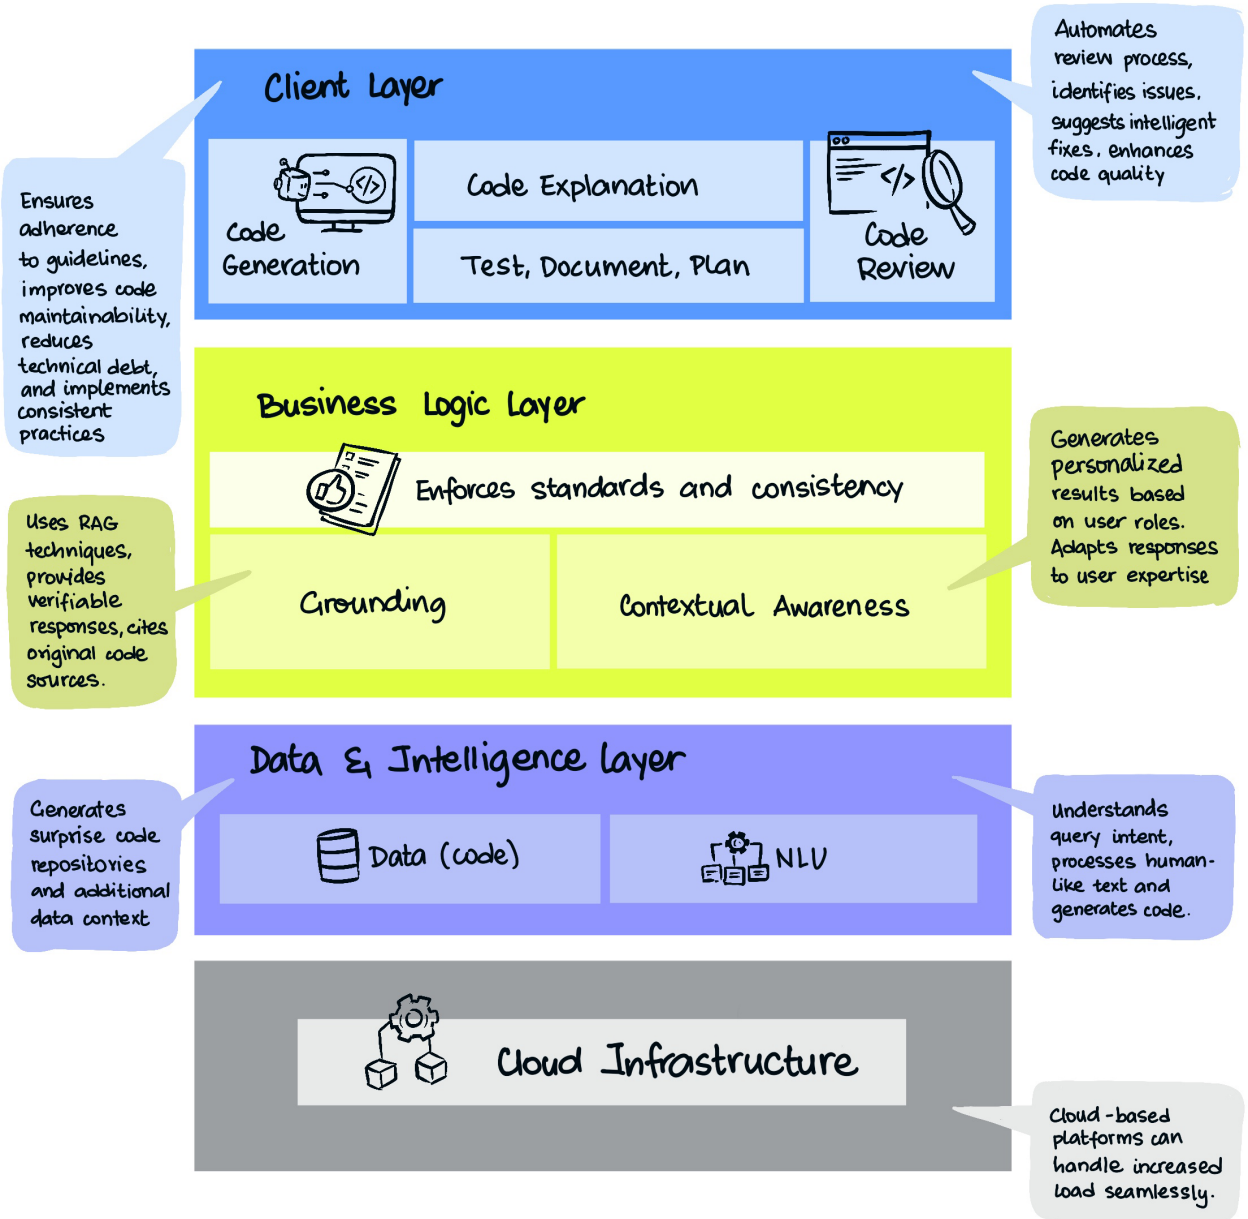 Client Layer
Code
Generation
Code Explanation
Test, Document, Plan
</>
</>
Code
Review
Ensures
adherence
to guidelines,
improves code
maintainability,
reduces
technical debt,
and implements
consistent
practices
Automates
review process,
identifies issues,
suggests intelligent
fixes, enhances
code quality
Business Logic Layer
Enforces standards and consistency
Grounding
Contextual Awareness
Uses RAG
techniques,
provides
verifiable
responses, cites
original code
sources.
Generates
personalized
results based
on user roles.
Adapts responses
to user expertise
Data & Intelligence Layer
Data (code)
NLU
Generates
surprise code
repositories
and additional
data context
Understands
query intent,
processes human-
like text and
generates code.
Cloud Infrastructure
Cloud-based
platforms can
handle increased
load seamlessly.